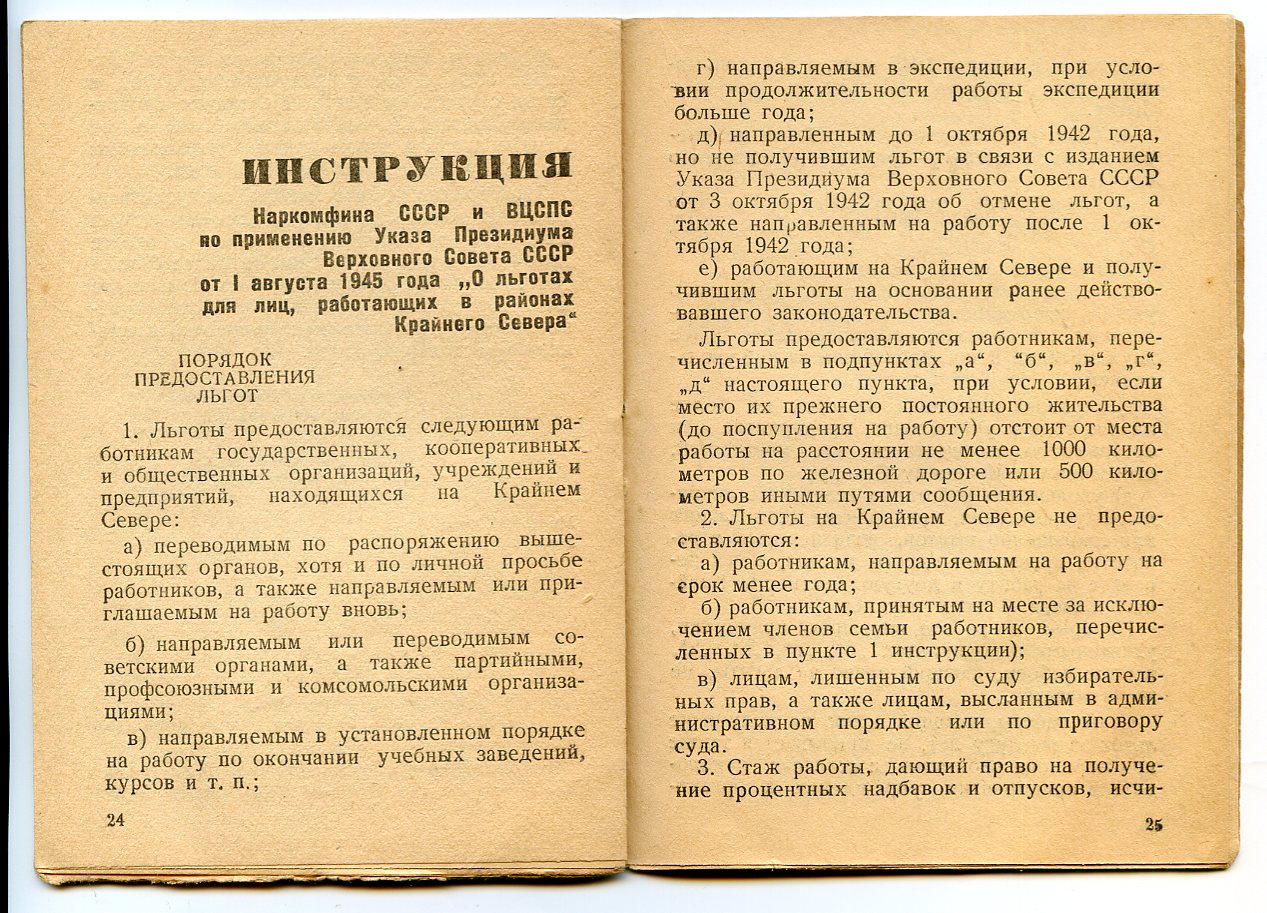 ИНСТРУКЦИЯ
Наркомфина СССР и ВЦСПС
по применению Указа Президиума
Верховного Совета СССР
от I августа 1945 года „О льготах
для лиц, работающих в районах
Крайнего Севера“
ПОРЯДОК
ПРЕДОСТАВЛЕНИЯ
ЛЬГОТ
1. Льготы предоставляются следующим ра-
ботникам государственных, кооперативных
и общественных организаций, учреждений и
предприятий, находящихся на Крайнем
Севере:
а) переводимым по распоряжению выше-
стоящих органов, хотя и по личной просьбе
работников, а также направляемым или при-
глашаемым на работу вновь;
б) направляемым или переводимым со-
ветскими органами, а также партийными,
профсоюзными и комсомольскими организа-
циями;
в) направляемым в установленном порядке
на работу по окончании учебных заведений,
курсов и т. п.;
24
г) направляемым в экспедиции, при усло-
вии продолжительности работы экспедиции
больше года;
д) направленным до 1 октября 1942 года,
но не получившим льгот в связи с изданием
Указа Президиума Верховного Совета СССР
от 3 октября 1942 года об отмене льгот, а
также направленным на работу после 1 ок-
тября 1942 года;
е) работающим на Крайнем Севере и полу-
чившим льготы на основании ранее действо-
вавшего законодательства.
Льготы предоставляются работникам, пере-
численным в подпунктах „а“, “б“, „в“, „г“,
„д“ настоящего пункта, при условии, если
место их прежнего постоянного жительства
(до поспупления на работу) отстоит от места
работы на расстоянии не менее 1000 кило-
метров по железной дороге или 500 кило-
метров иными путями сообщения.
2. Льготы на Крайнем Севере не предо-
ставляются:
а) работникам, направляемым на работу на
срок менее года;
б) работникам, принятым на месте за исклю-
чением членов семьи работников, перечис-
ленных в пункте 1 инструкции);
в) лицам, лишенным по суду избиратель-
ных прав, а также лицам, высланным в адми-
нистративном порядке или по приговору
суда.
3. Стаж работы, дающий право на получе-
ние процентных надбавок и отпусков, исчи-
25